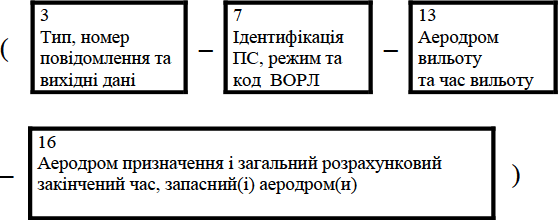 ( 3 – 7 – 13
Тип, номер Ідентифікація Аеродром
повідомлення та ПС, режим та вильоту
вихідні дані код ВОРЛ та час вильоту
– 16 )
Аеродром призначення і загальний розрахунковий
закінчений час, запасний(і) аеродром(и)